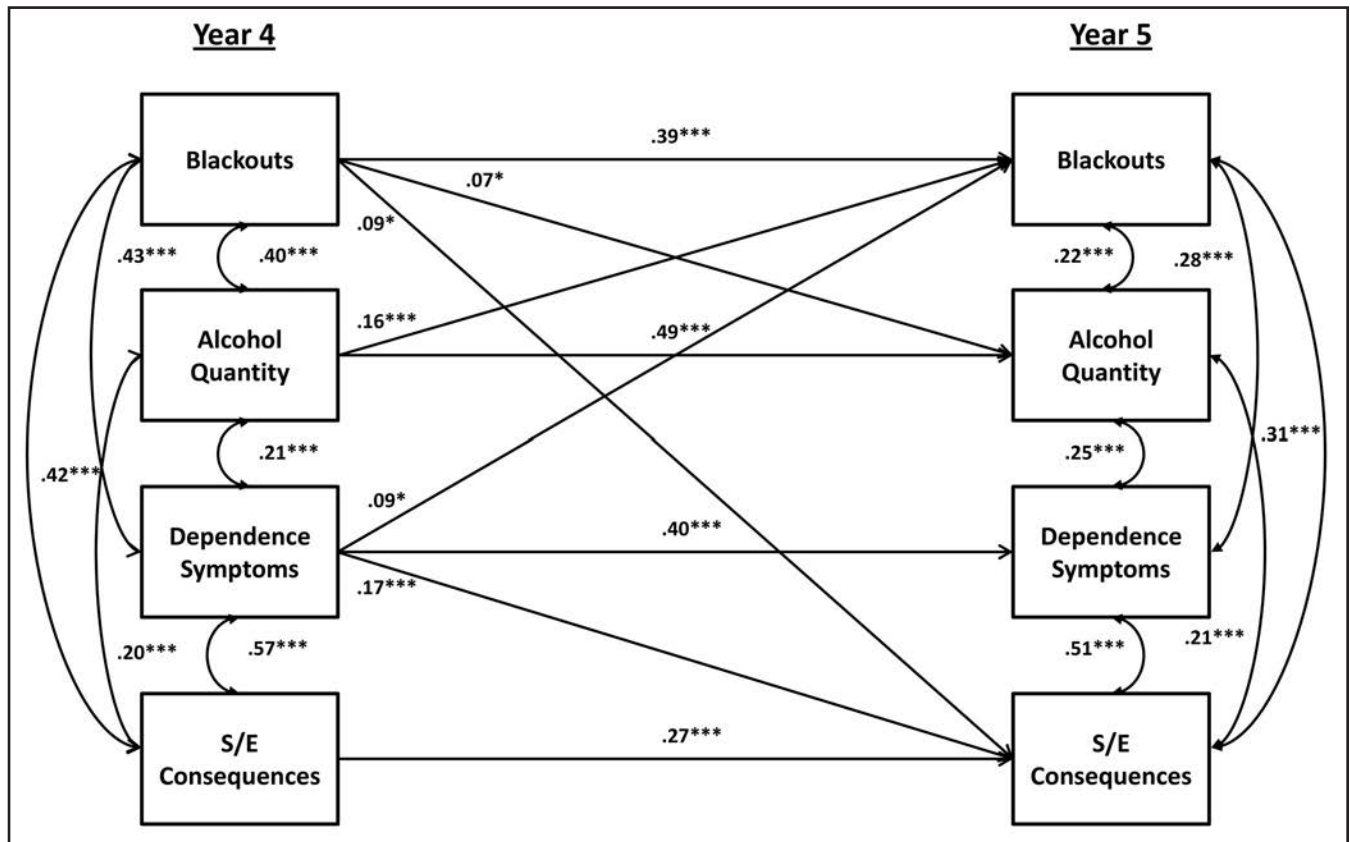 Year 4
Year 5
Blackouts
.39***
Blackouts
.07*
.09*
.43***
.40***
.22***
.28***
Alcohol
Quantity
.16***
.49***
Alcohol
Quantity
.42***
.21***
.09*
.25***
.31***
Dependence
Symptoms
.40***
Dependence
Symptoms
.17***
.20***
.57***
.51***
.21***
S/E
Consequences
.27***
S/E
Consequences